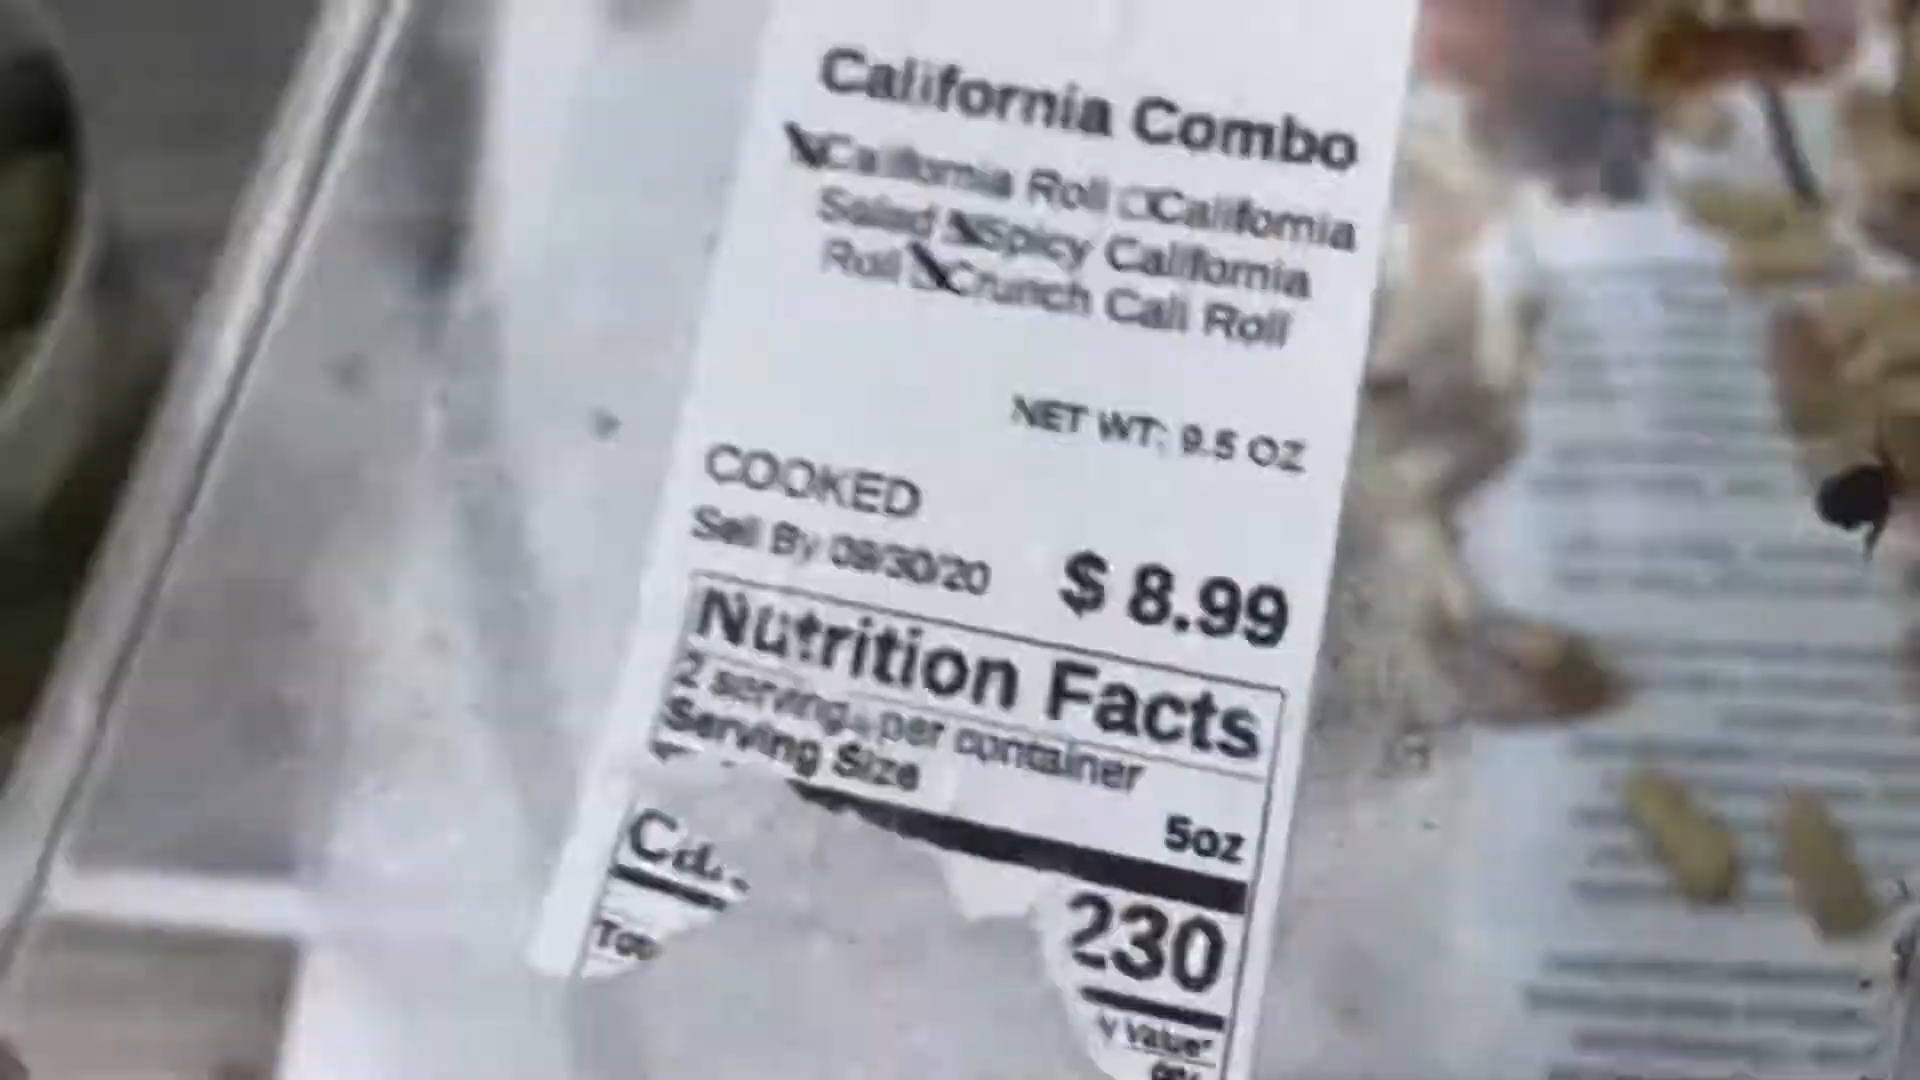 California Combo
California Roll □California
Salad Spicy California
Roll Crunch Cali Roll
NET WT: 9.5 OZ
COOKED
Sell By 09/30/20
$ 8.99
Nutrition Facts
2 servings per container
Serving Size
5oz
230
Value*